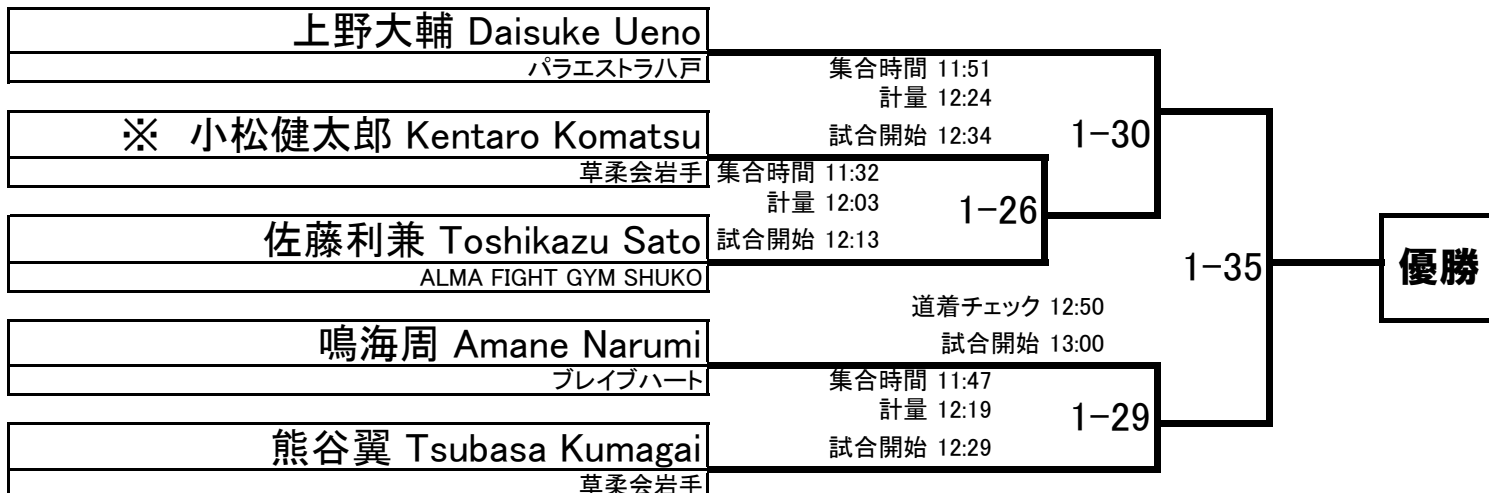 上野大輔 Daisuke Ueno
パラエストラ八戸
集合時間 11:51
計量 12:24
試合開始 12:34
1-30
※ 小松健太郎 Kentaro Komatsu
草柔会岩手
集合時間 11:32
計量 12:03
試合開始 12:13
1-26
佐藤利兼 Toshikazu Sato
ALMA FIGHT GYM SHUKO
1-35
優勝
道着チェック 12:50
試合開始 13:00
鳴海周 Amane Narumi
ブレイブハート
集合時間 11:47
計量 12:19
試合開始 12:29
1-29
熊谷翼 Tsubasa Kumagai
草柔会岩手